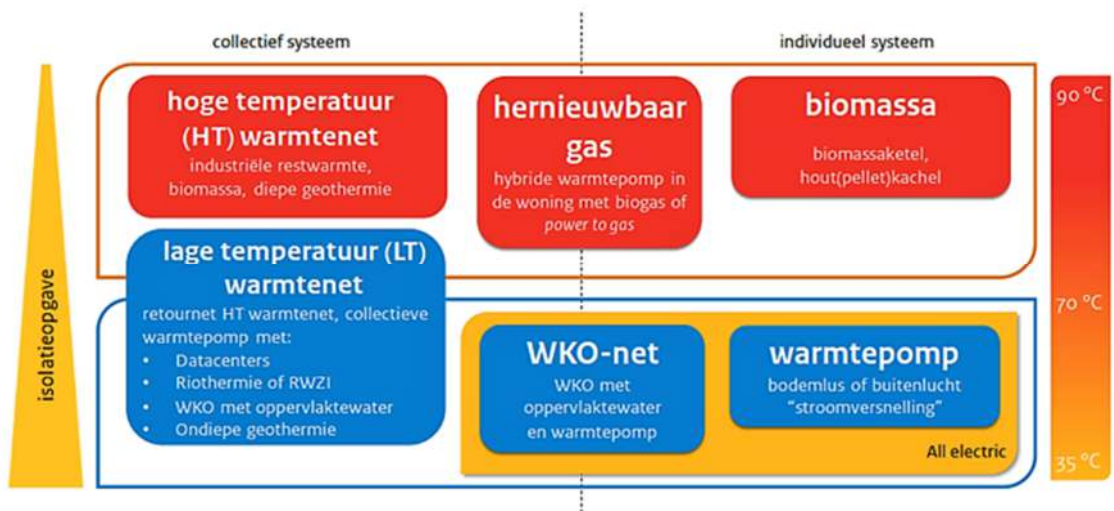 collectief systeem
individueel systeem
hoge temperatuur
(HT) warmtenet
industriële restwarmte,
biomassa, diepe geothermie
hernieuwbaar
gas
hybride warmtepomp in
de woning met biogas of
power to gas
biomassa
biomassaketel,
hout(pellet)kachel
lage temperatuur (LT)
warmtenet
retournet HT warmtenet, collectieve
warmtepomp met:
• Datacenters
• Riothermie of RWZI
• WKO met oppervlaktewater
• Ondiepe geothermie
WKO-net
WKO met
oppervlaktewater
en warmtepomp
warmtepomp
bodemlus of buitenlucht
“stroomversnelling”
All electric
isolatieopgave
90 °C
70 °C
35 °C